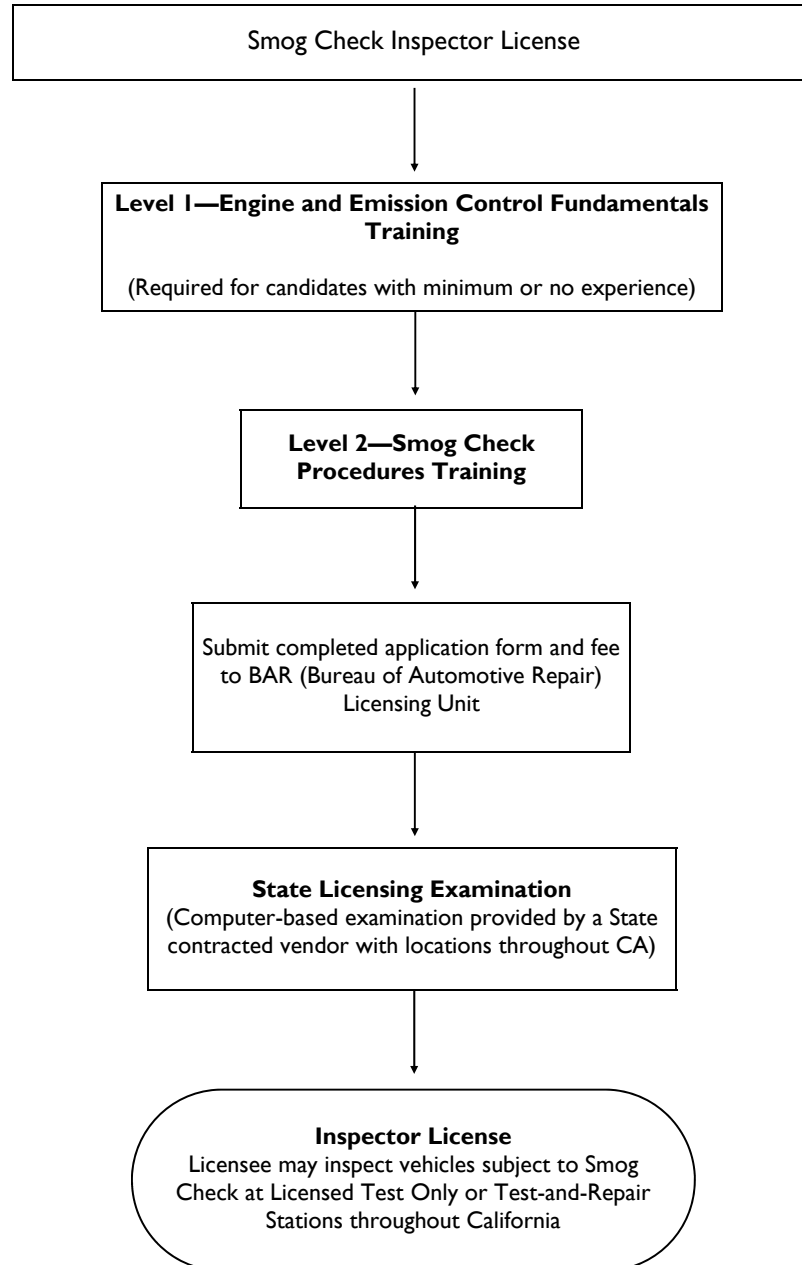 Smog Check Inspector License
Level 1—Engine and Emission Control Fundamentals
Training
(Required for candidates with minimum or no experience)
Level 2—Smog Check
Procedures Training
Submit completed application form and fee
to BAR (Bureau of Automotive Repair)
Licensing Unit
State Licensing Examination
(Computer-based examination provided by a State
contracted vendor with locations throughout CA)
Inspector License
Licensee may inspect vehicles subject to Smog
Check at Licensed Test Only or Test-and-Repair
Stations throughout California